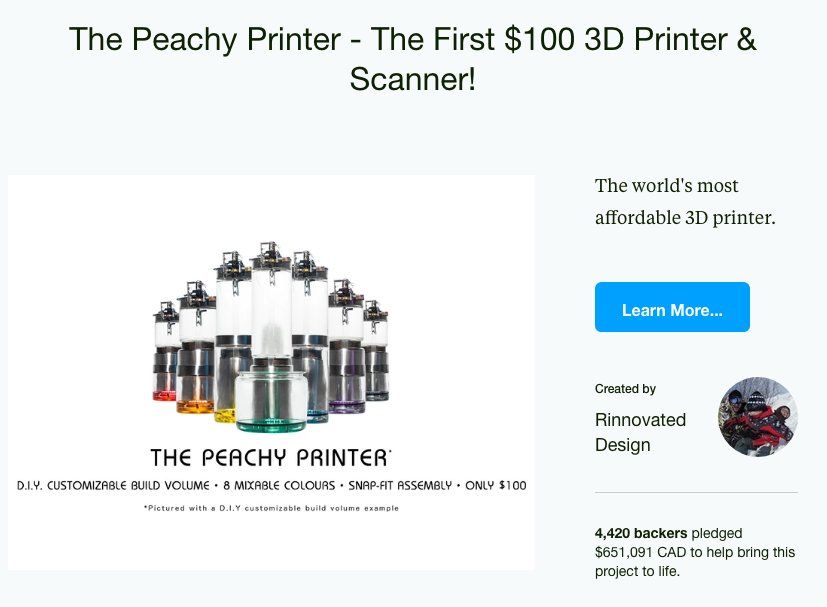 The Peachy Printer - The First $100 3D Printer &
Scanner!
The world's most
affordable 3D printer.
Learn More...
THE PEACHY PRINTER*
D.I.Y. CUSTOMIZABLE BUILD VOLUME • 8 MIXABLE COLOURS • SNAP-FIT ASSEMBLY • ONLY $100
*Pictured with a D.I.Y customizable build volume example
Created by
Rinnovated
Design
4,420 backers pledged
$651,091 CAD to help bring this
project to life.